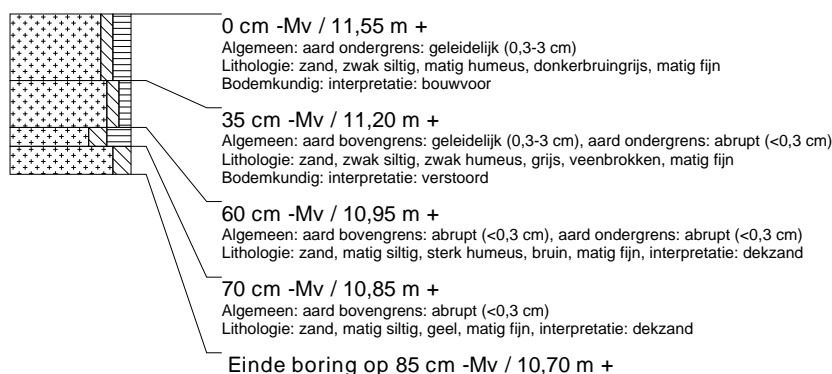 0 cm -Mv / 11,55 m +
Algemeen: aard ondergrens: geleidelijk (0,3-3 cm)
Lithologie: zand, zwak siltig, matig humeus, donkerbruingrijs, matig fijn
Bodemkundig: interpretatie: bouwvoor
35 cm -Mv / 11,20 m +
Algemeen: aard bovengrens: geleidelijk (0,3-3 cm), aard ondergrens: abrupt (<0,3 cm)
Lithologie: zand, zwak siltig, zwak humeus, grijs, veenbrokken, matig fijn
Bodemkundig: interpretatie: verstoord
60 cm -Mv / 10,95 m +
Algemeen: aard bovengrens: abrupt (<0,3 cm), aard ondergrens: abrupt (<0,3 cm)
Lithologie: zand, matig siltig, sterk humeus, bruin, matig fijn, interpretatie: dekzand
70 cm -Mv / 10,85 m +
Algemeen: aard bovengrens: abrupt (<0,3 cm)
Lithologie: zand, matig siltig, geel, matig fijn, interpretatie: dekzand
Einde boring op 85 cm -Mv / 10,70 m +